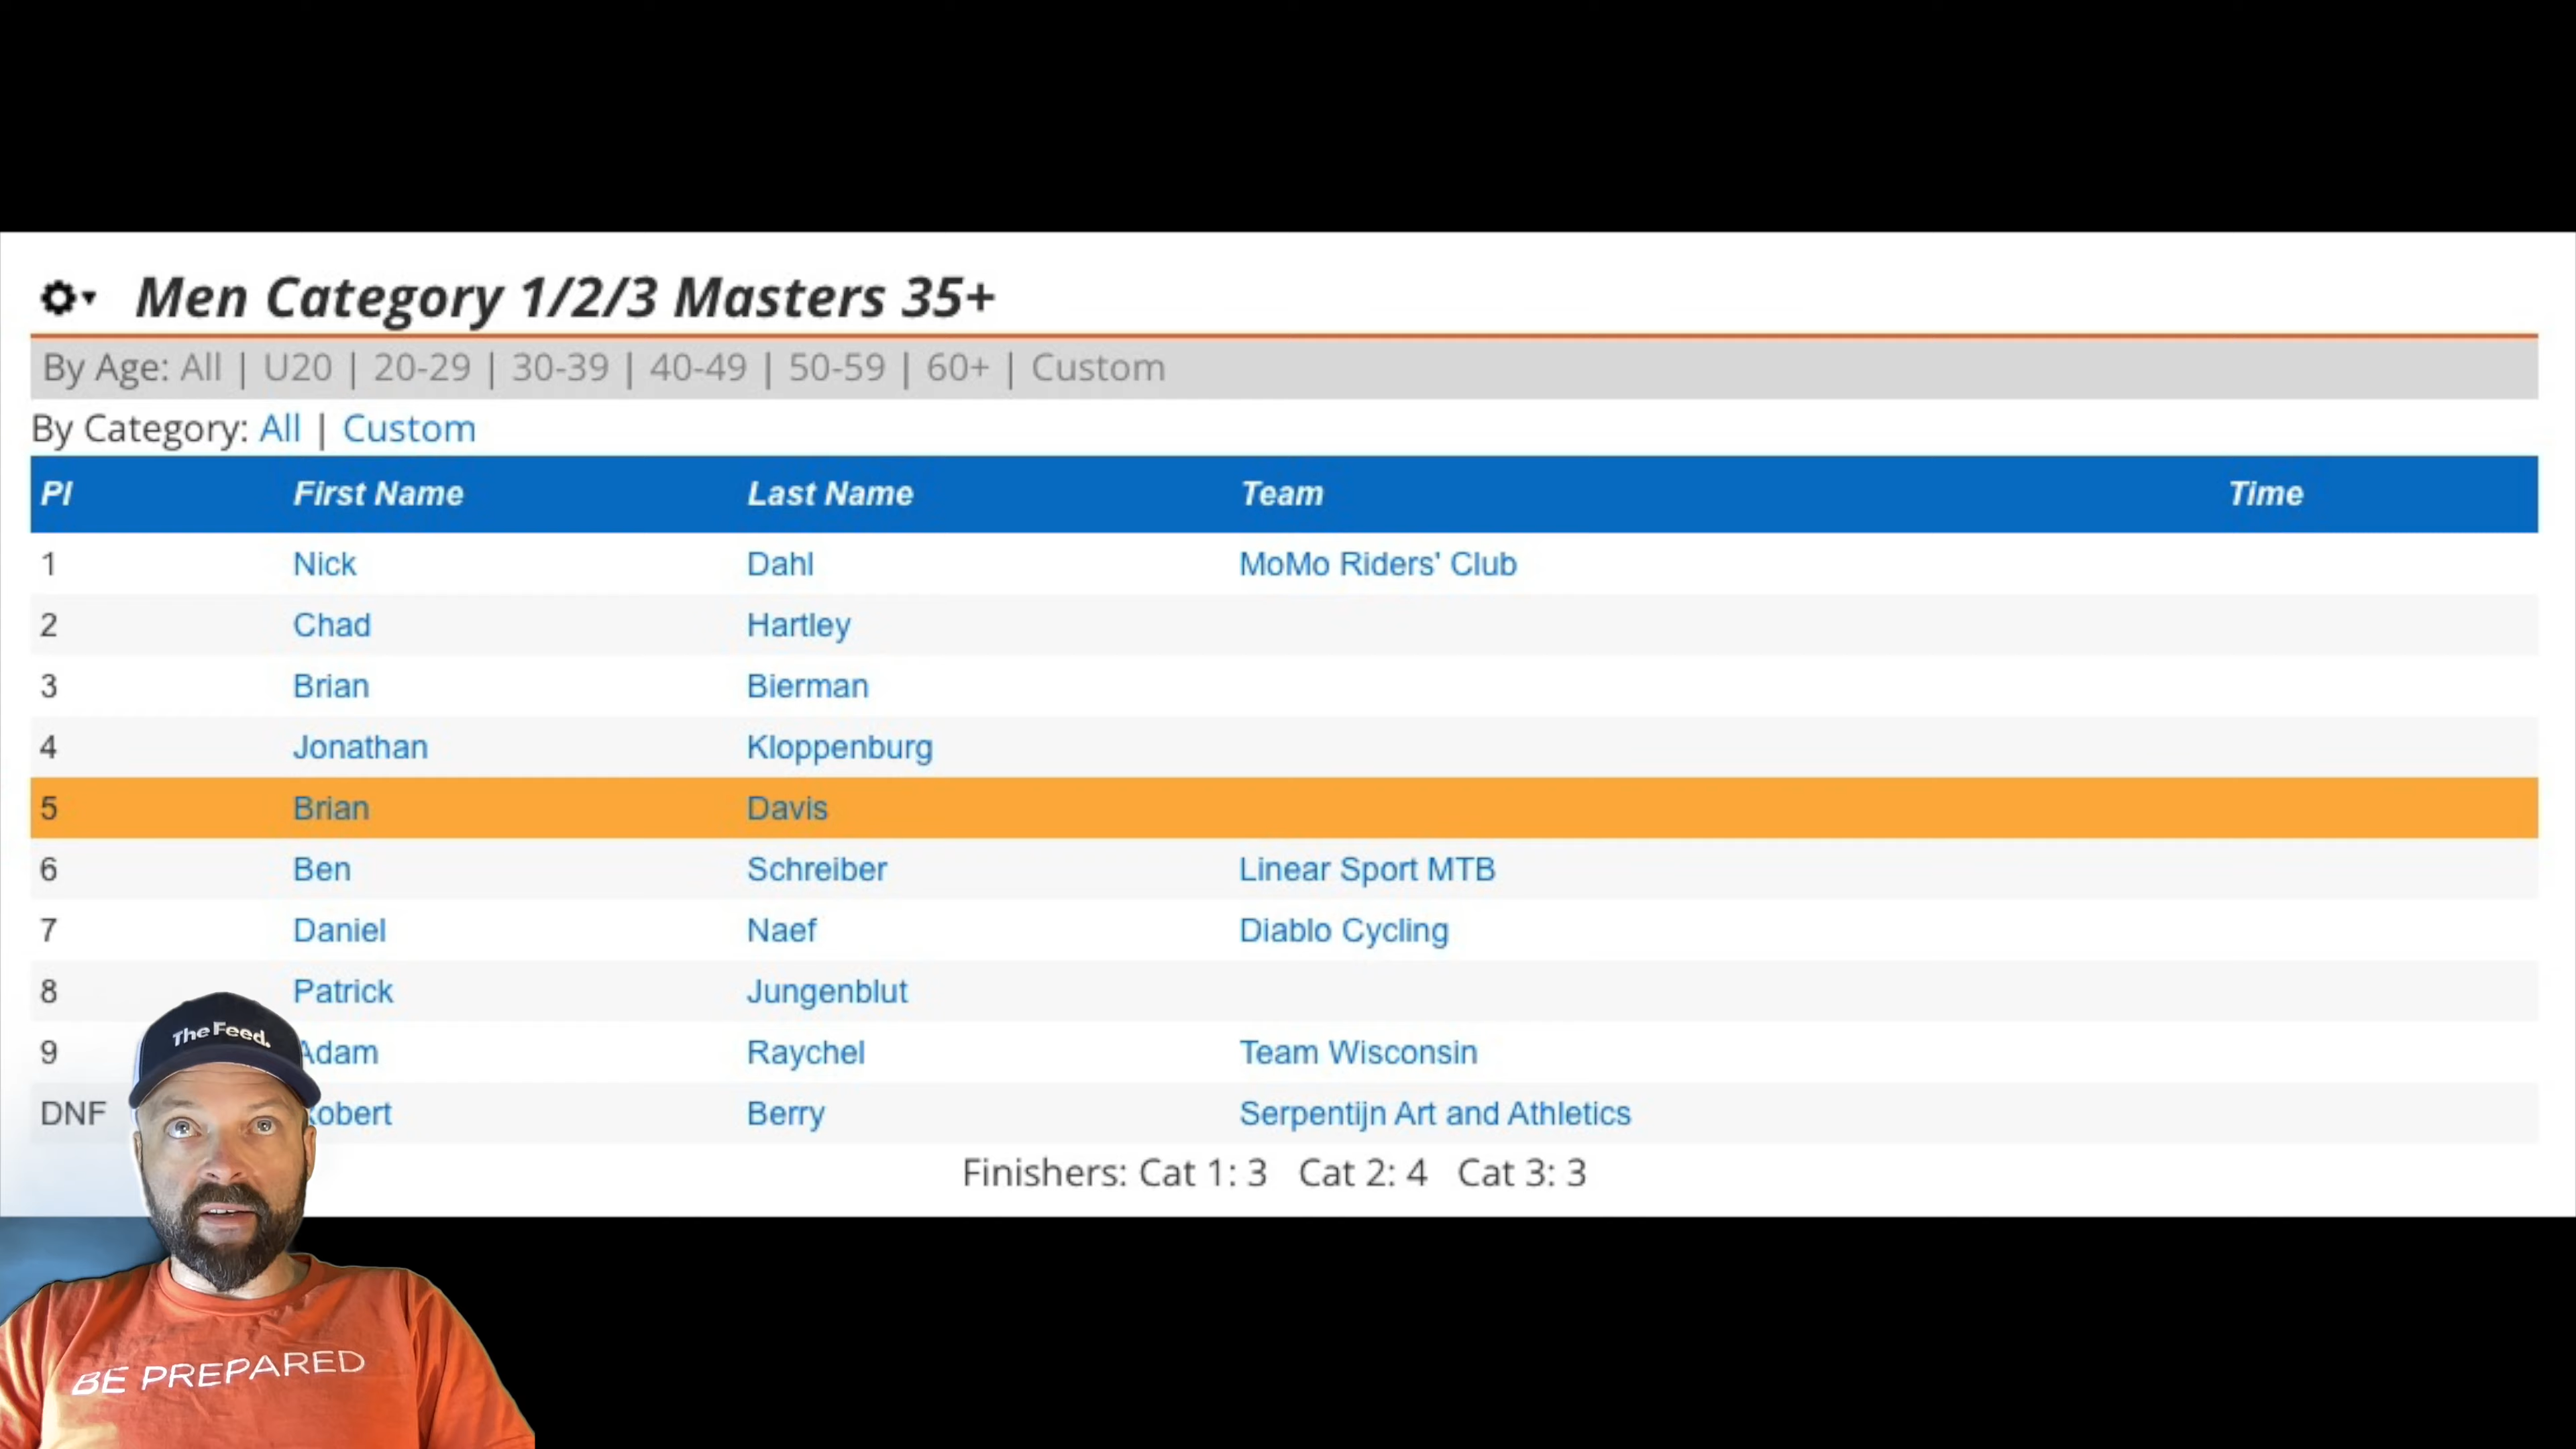 Men Category 1/2/3 Masters 35+
By Age: All | U20 | 20-29 | 30-39 | 40-49 | 50-59 | 60+ | Custom
By Category: All | Custom
Pl First Name Last Name Team Time
1 Nick Dahl MoMo Riders' Club
2 Chad Hartley
3 Brian Bierman
4 Jonathan Kloppenburg
5 Brian Davis
6 Ben Schreiber Linear Sport MTB
7 Daniel Naef Diablo Cycling
8 Patrick Jungenblut
9 Adam Raychel Team Wisconsin
DNF Robert Berry Serpentijn Art and Athletics
Finishers: Cat 1: 3 Cat 2: 4 Cat 3: 3
The Feed.
BE PREPARED